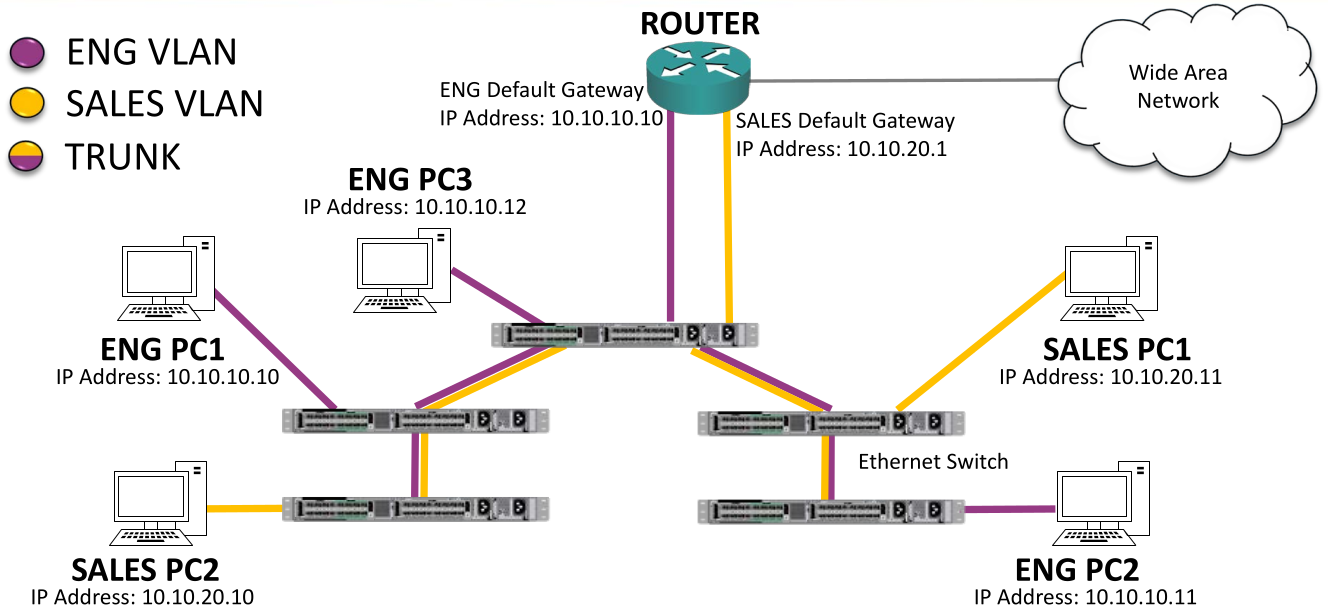 ROUTER
ENG VLAN
SALES VLAN
TRUNK
ENG Default Gateway
IP Address: 10.10.10.10
SALES Default Gateway
IP Address: 10.10.20.1
Wide Area
Network
ENG PC3
IP Address: 10.10.10.12
ENG PC1
IP Address: 10.10.10.10
SALES PC1
IP Address: 10.10.20.11
Ethernet Switch
SALES PC2
IP Address: 10.10.20.10
ENG PC2
IP Address: 10.10.10.11